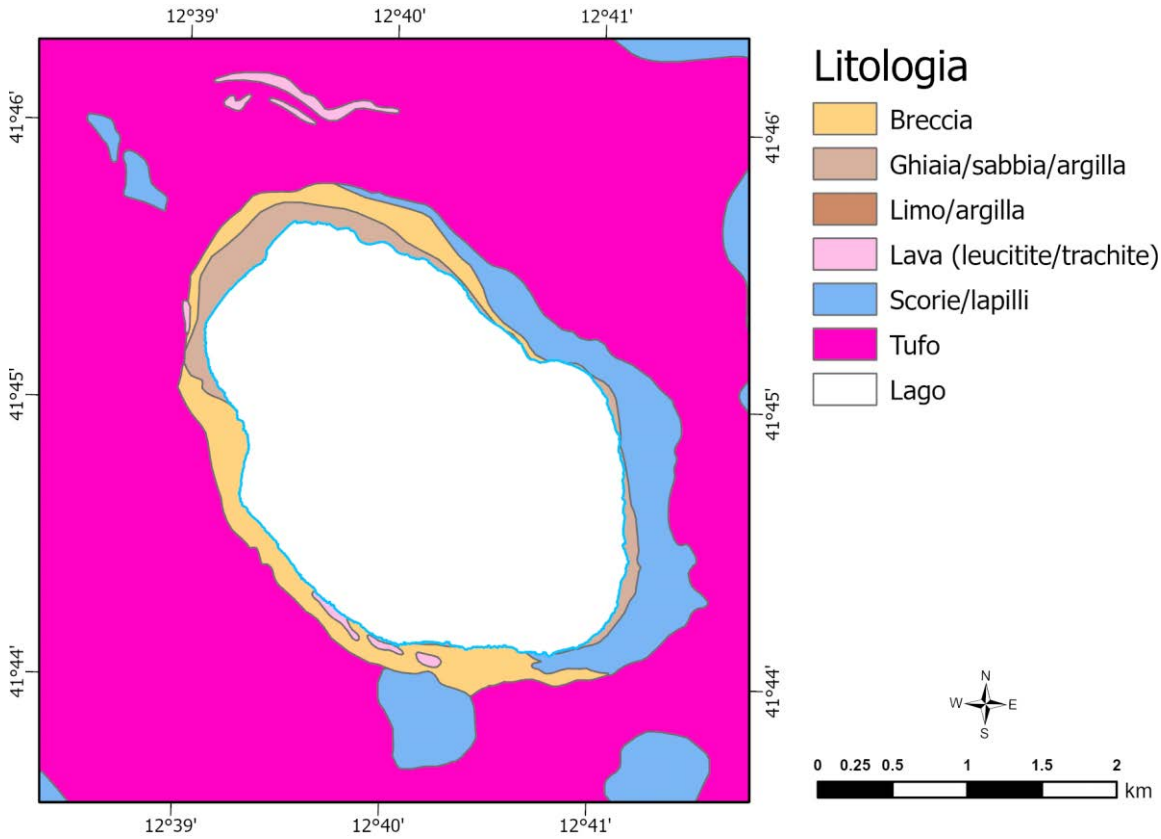 12°39' 12°40' 12°41'
41°46'
41°45'
41°44'
41°46'
41°45'
41°44'
12°39' 12°40' 12°41'
Litologia
Breccia
Ghiaia/sabbia/argilla
Limo/argilla
Lava (leucitite/trachite)
Scorie/lapilli
Tufo
Lago
N
W E
S
0 0.25 0.5 1 1.5 2
km